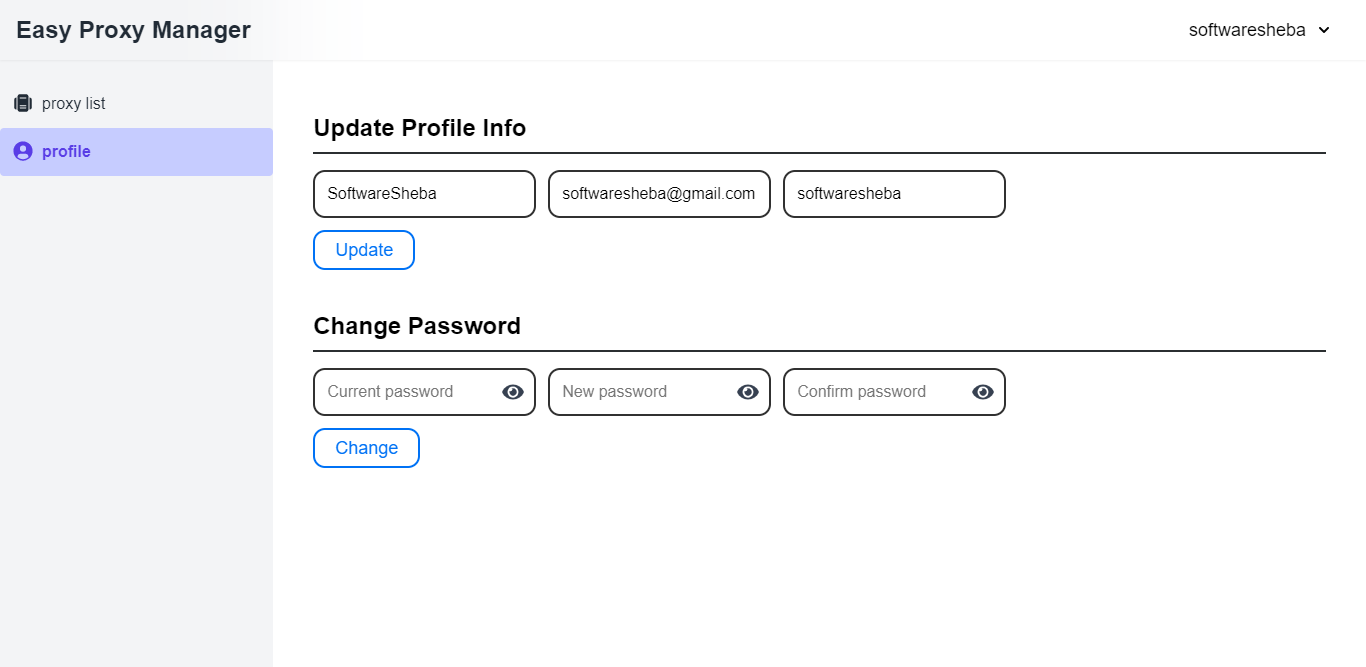 Easy Proxy Manager
softwaresheba
proxy list
profile
Update Profile Info
SoftwareSheba
softwaresheba@gmail.com
softwaresheba
Update
Change Password
Current password
New password
Confirm password
Change